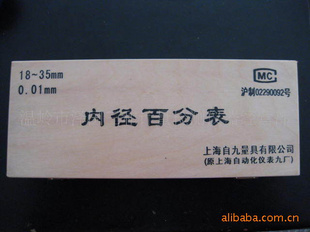 18~35mm
0.01mm
MC
沪制02290092号
内径百分表
上海自九量具有限公司
(原上海自动化仪表九厂)
alibaba.com.cn